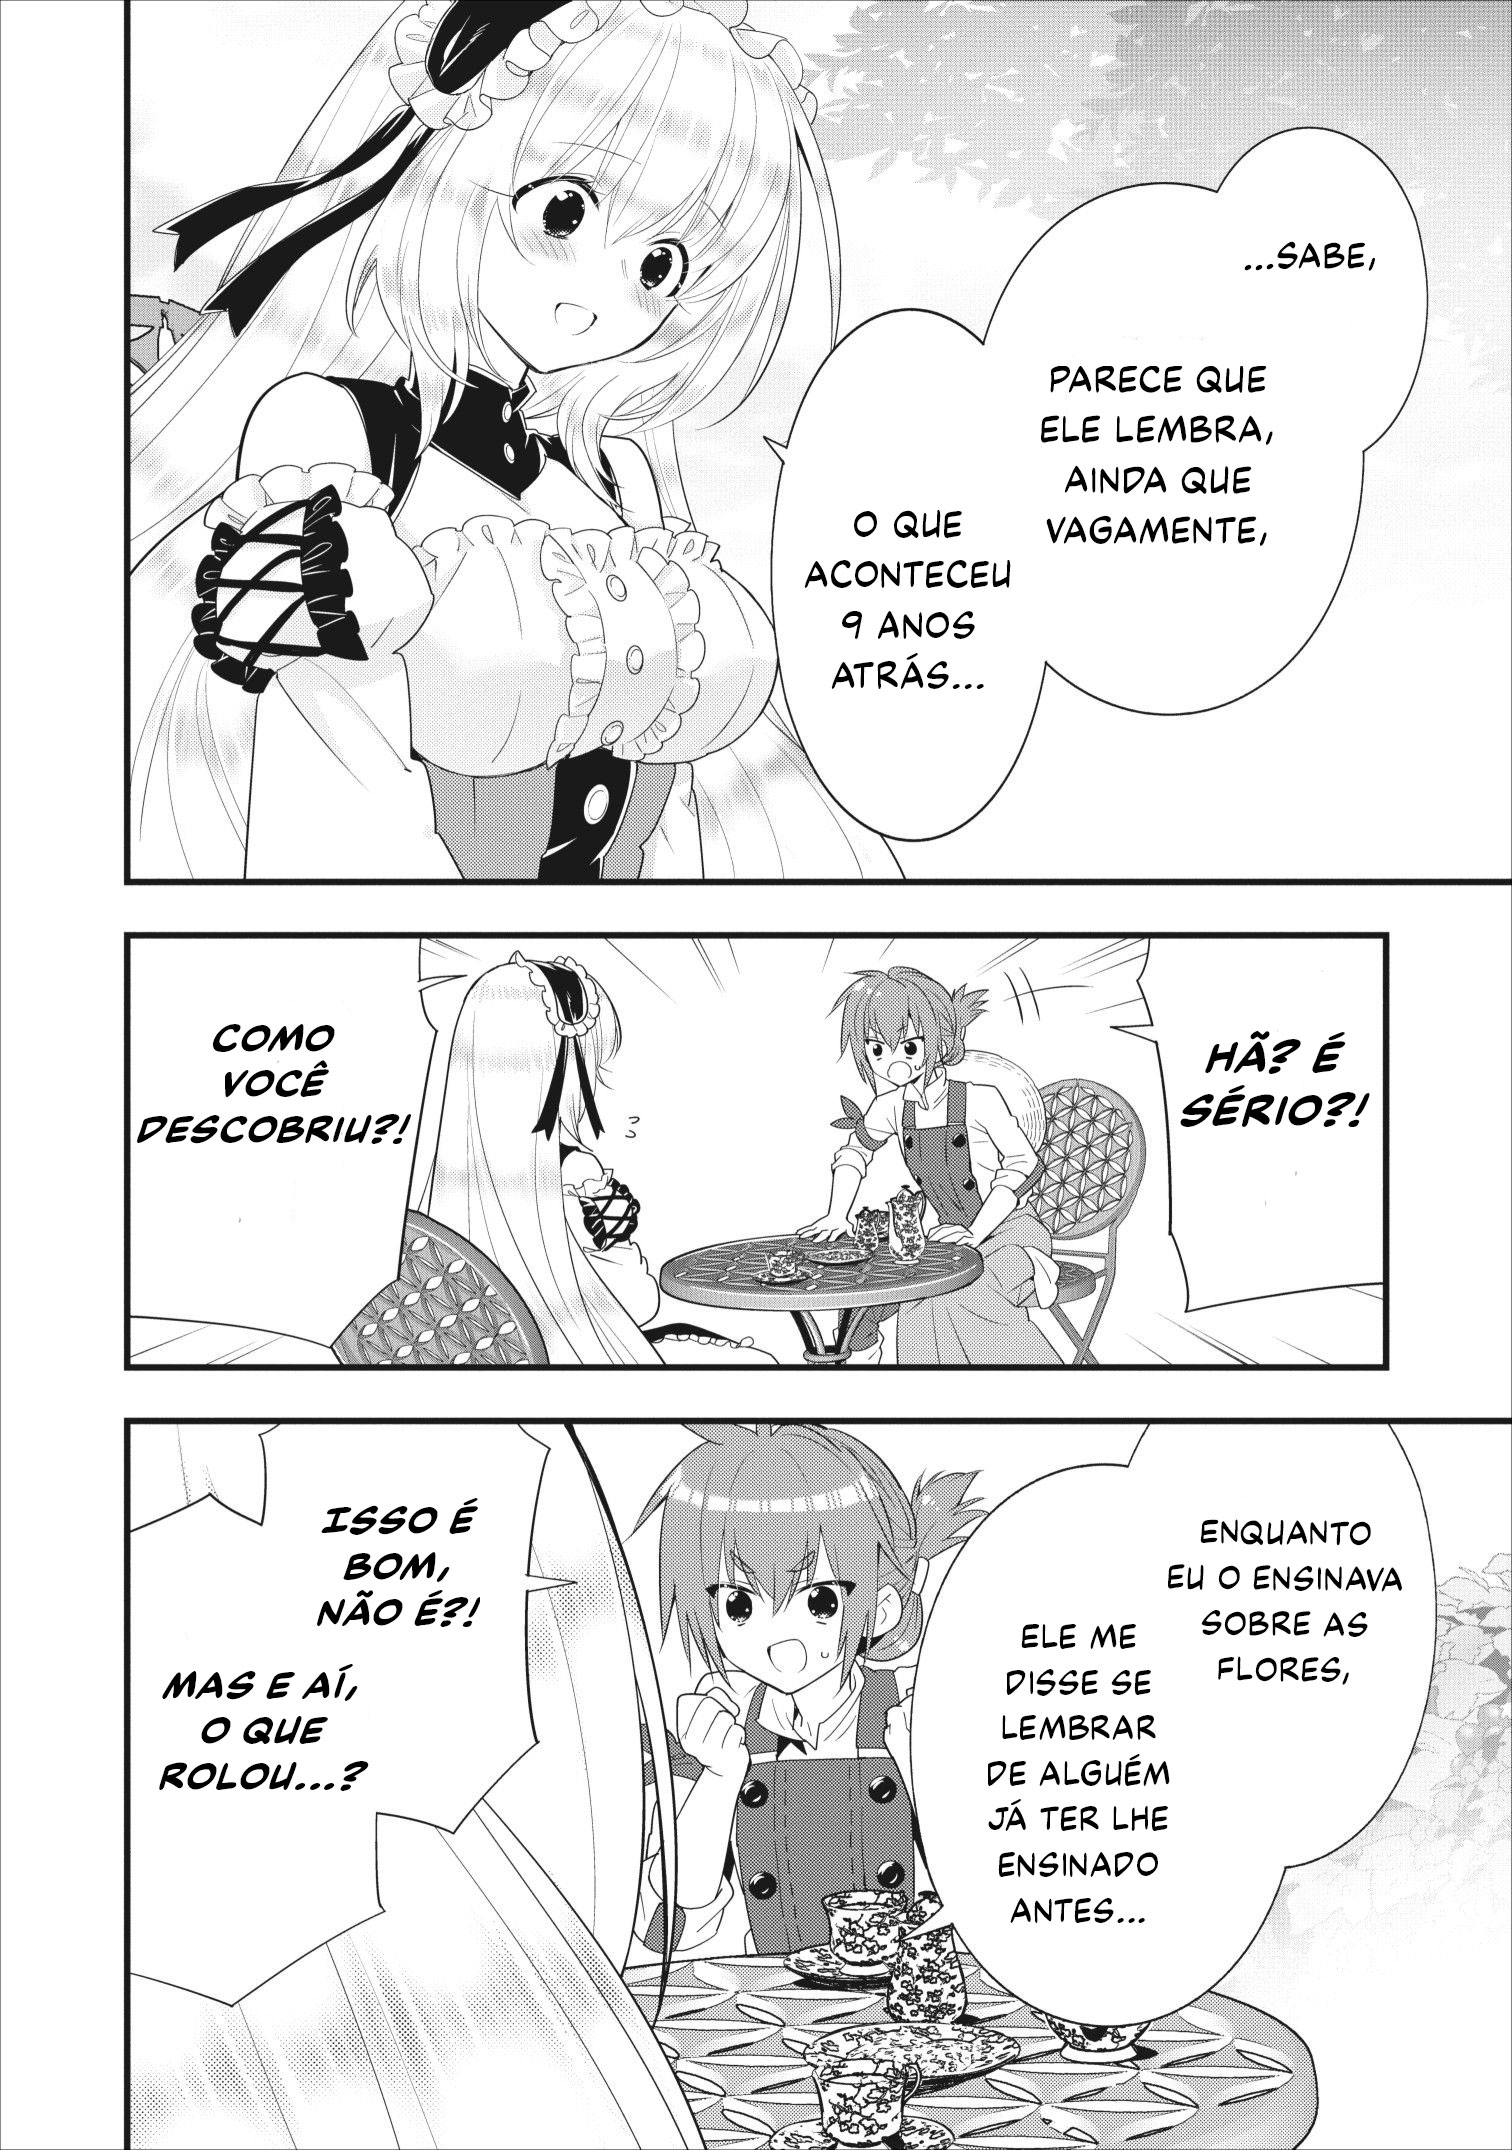 ...SABE,
PARECE QUE
ELE LEMBRA,
AINDA QUE
VAGAMENTE,
O QUE
ACONTECEU
9 ANOS
ATRÁS...
HÃ? É
SÉRIO?!
COMO
VOCÊ
DESCOBRIU?!
ENQUANTO
EU O ENSINAVA
SOBRE AS
FLORES,
ELE ME
DISSE SE
LEMBRAR
DE ALGUÉM
JÁ TER LHE
ENSINADO
ANTES...
ISSO É
BOM,
NÃO É?!
MAS E AÍ,
O QUE
ROLOU...?